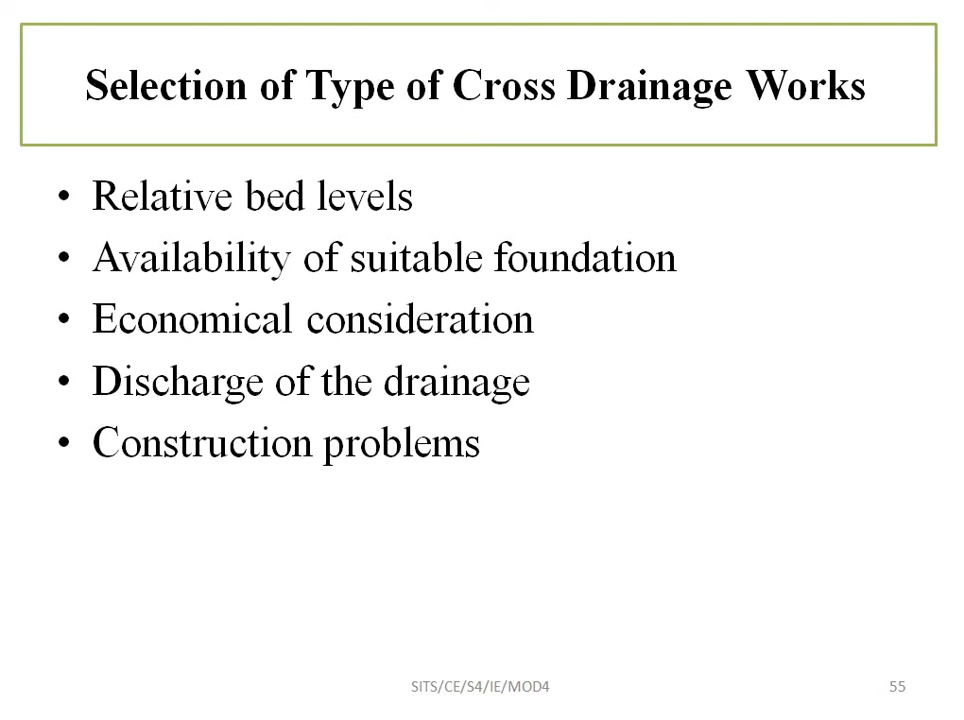 Selection of Type of Cross Drainage Works
• Relative bed levels
• Availability of suitable foundation
• Economical consideration
• Discharge of the drainage
• Construction problems
SITS/CE/S4/IE/MOD4
55